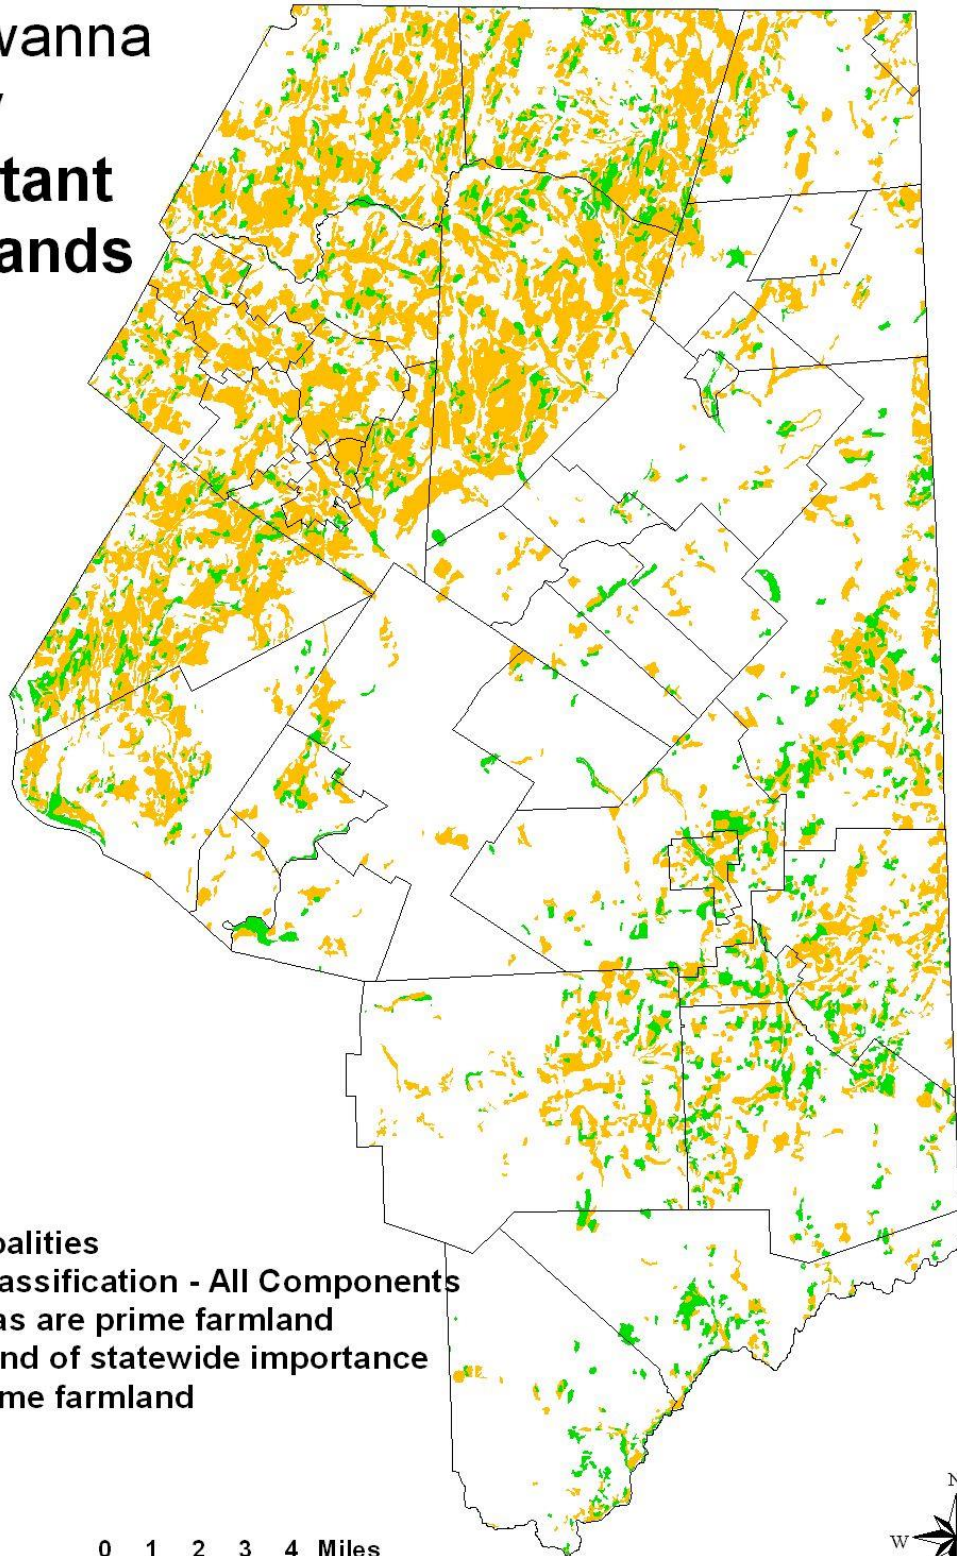 wanna
y
tant
ands
palities
assification - All Components
as are prime farmland
nd of statewide importance
me farmland
0 1 2 3 4 Miles
N
W